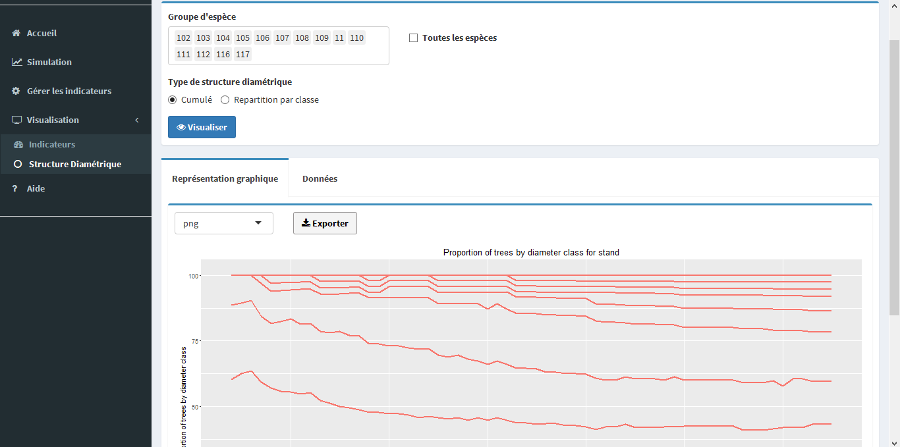 Accueil
Simulation
Gérer les indicateurs
Visualisation
Indicateurs
Structure Diamétrique
Aide
Groupe d'espèce
102 103 104 105 106 107 108 109 11 110
111 112 116 117
Toutes les espèces
Type de structure diamétrique
Cumulé Repartition par classe
Visualiser
Représentation graphique Données
png Exporter
Proportion of trees by diameter class for stand
100
75
50
ortion of trees by diameter class